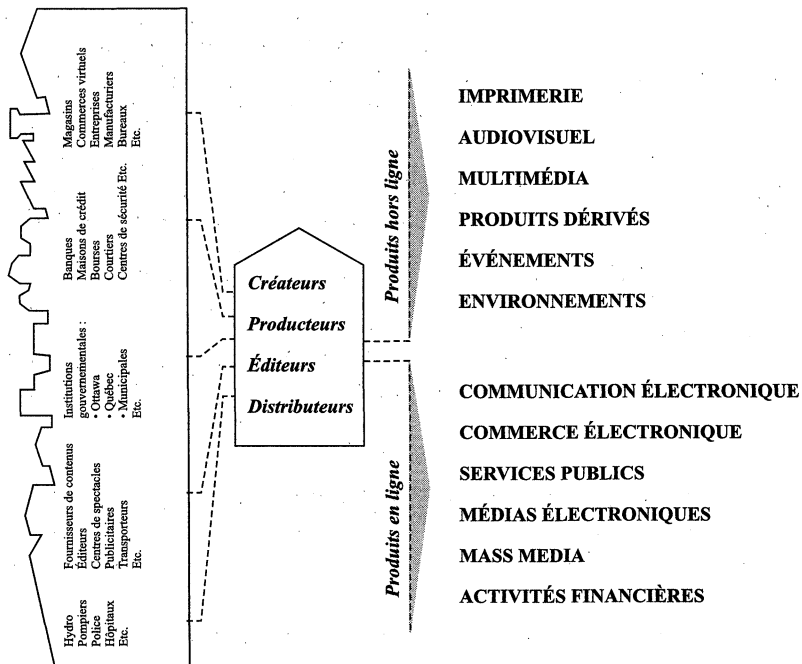 Magasins
Commerces virtuels
Entreprises
Manufacturiers
Bureaux
Etc.
Banques
Maisons de crédit
Bourses
Courtiers
Centres de sécurité Etc.
Institutions
gouvernementales :
• Ottawa
• Québec
• Municipales
Etc.
Fournisseurs de contenus
Éditeurs
Centres de spectacles
Publicitaires
Transporteurs
Etc.
Hydro
Pompiers
Police
Hôpitaux
Etc.
Créateurs
Producteurs
Éditeurs
Distributeurs
Produits hors ligne
IMPRIMERIE
AUDIOVISUEL
MULTIMÉDIA
PRODUITS DÉRIVÉS
ÉVÉNEMENTS
ENVIRONNEMENTS
Produits en ligne
COMMUNICATION ÉLECTRONIQUE
COMMERCE ÉLECTRONIQUE
SERVICES PUBLICS
MÉDIAS ÉLECTRONIQUES
MASS MEDIA
ACTIVITÉS FINANCIÈRES